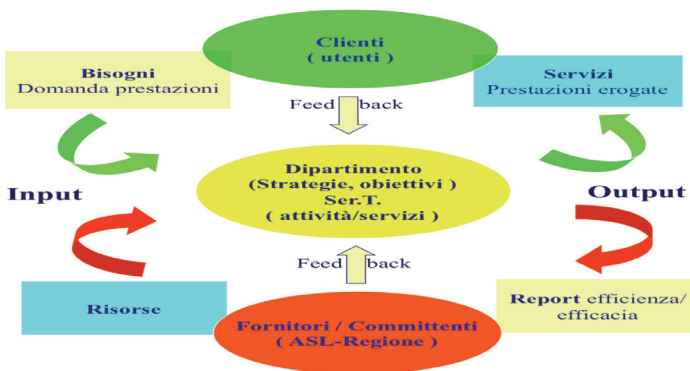 Clienti
( utenti )
Bisogni
Domanda prestazioni
Servizi
Prestazioni erogate
Feed back
Dipartimento
(Strategie, obiettivi )
Ser.T.
( attività/servizi )
Input
Output
Feed back
Risorse
Report efficienza/
efficacia
Fornitori / Committenti
( ASL-Regione )